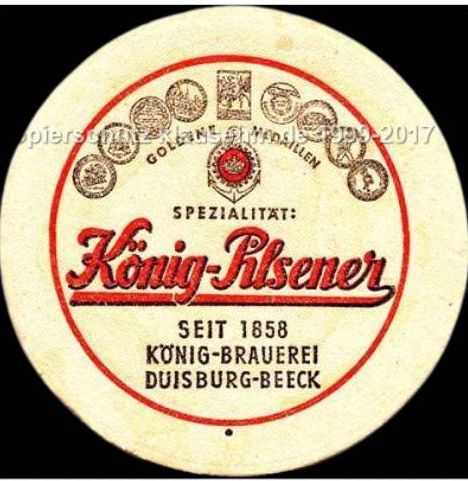 GOLDENE MEDAILLEN
SPEZIALITÄT:
König-Pilsener
SEIT 1858
KÖNIG-BRAUEREI
DUISBURG-BEECK